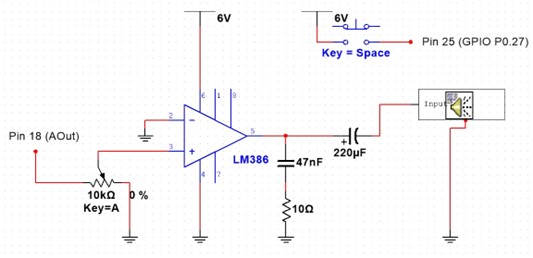 6V
6V
Pin 25 (GPIO P0.27)
Key = Space
6
1
8
Input
2
5
Pin 18 (AOut)
3
+
LM386
220µF
47nF
4
7
10kΩ
0 %
Key=A
10Ω